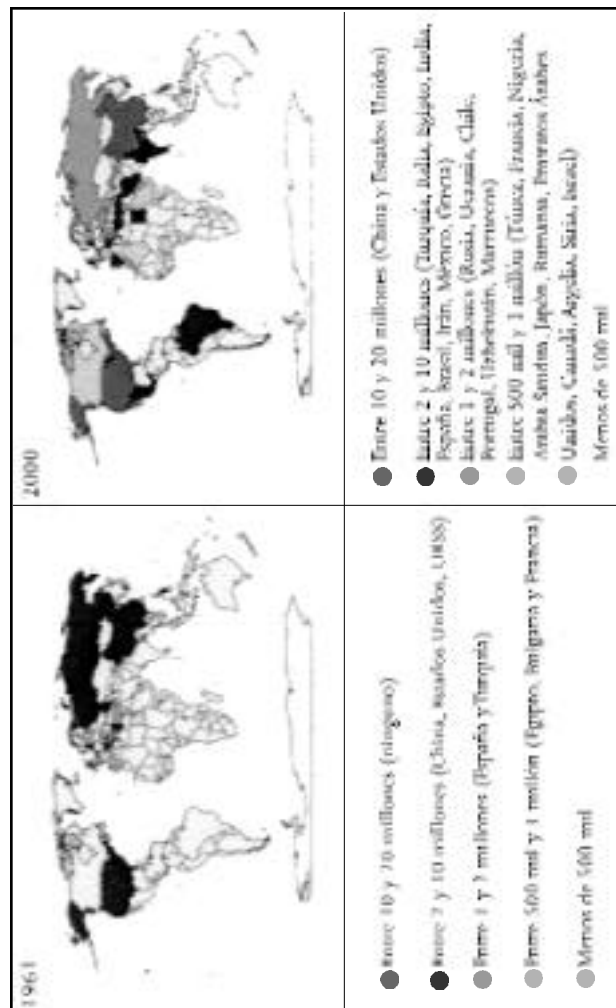 1961
Entre 10 y 20 millones (ninguno)
Entre 2 y 10 millones (China, Estados Unidos, URSS)
Entre 1 y 2 millones (España y Turquía)
Entre 500 mil y 1 millón (Egipto, Bulgaria y Francia)
Menos de 500 mil
2000
Entre 10 y 20 millones (China y Estados Unidos)
Entre 2 y 10 millones (Turquía, Italia, Egipto, India,
España, Brasil, Irán, México, Grecia)
Entre 1 y 2 millones (Rusia, Ucrania, Chile,
Portugal, Uzbekistán, Marruecos)
Entre 500 mil y 1 millón (Túnez, Francia, Nigeria,
Arabia Saudita, Japón, Rumania, Emiratos Árabes
Unidos, Canadá, Argelia, Siria, Israel)
Menos de 500 mil